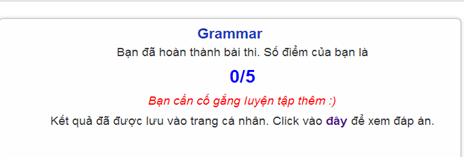 Grammar
Bạn đã hoàn thành bài thi. Số điểm của bạn là
0/5
Bạn cần cố gắng luyện tập thêm :)
Kết quả đã được lưu vào trang cá nhân. Click vào đây để xem đáp án.